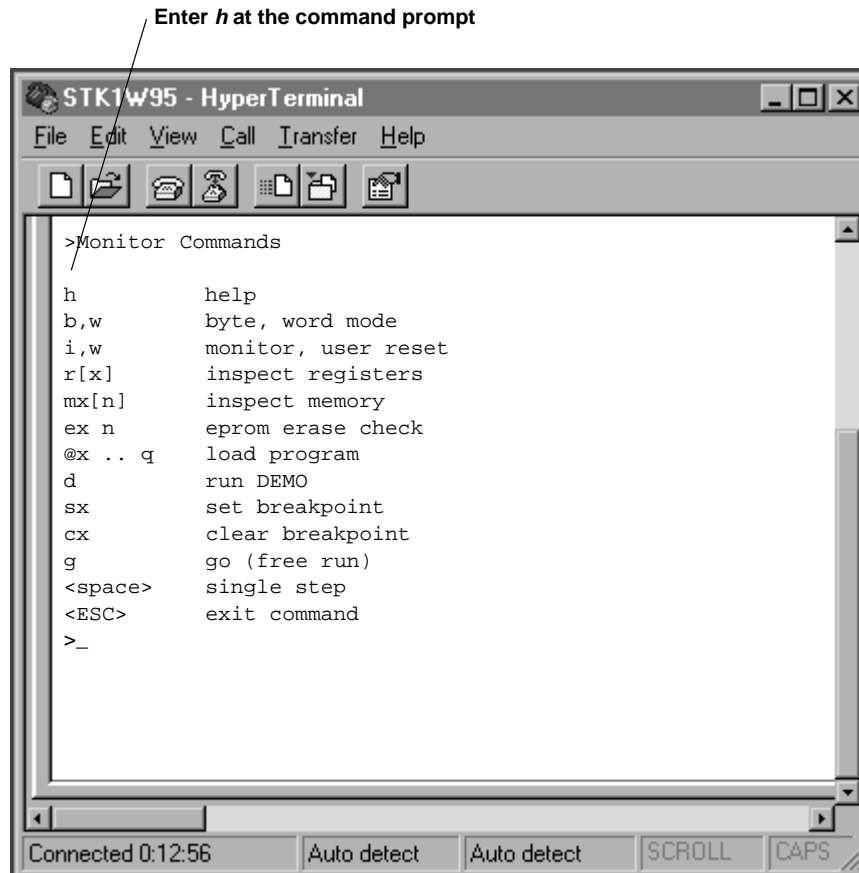 Enter h at the command prompt
STK1W95 - HyperTerminal
File Edit View Call Transfer Help
>Monitor Commands
h help
b,w byte, word mode
i,w monitor, user reset
r[x] inspect registers
mx[n] inspect memory
ex n eprom erase check
@x .. q load program
d run DEMO
sx set breakpoint
cx clear breakpoint
g go (free run)
<space> single step
<ESC> exit command
>_
Connected 0:12:56 Auto detect Auto detect SCROLL CAPS